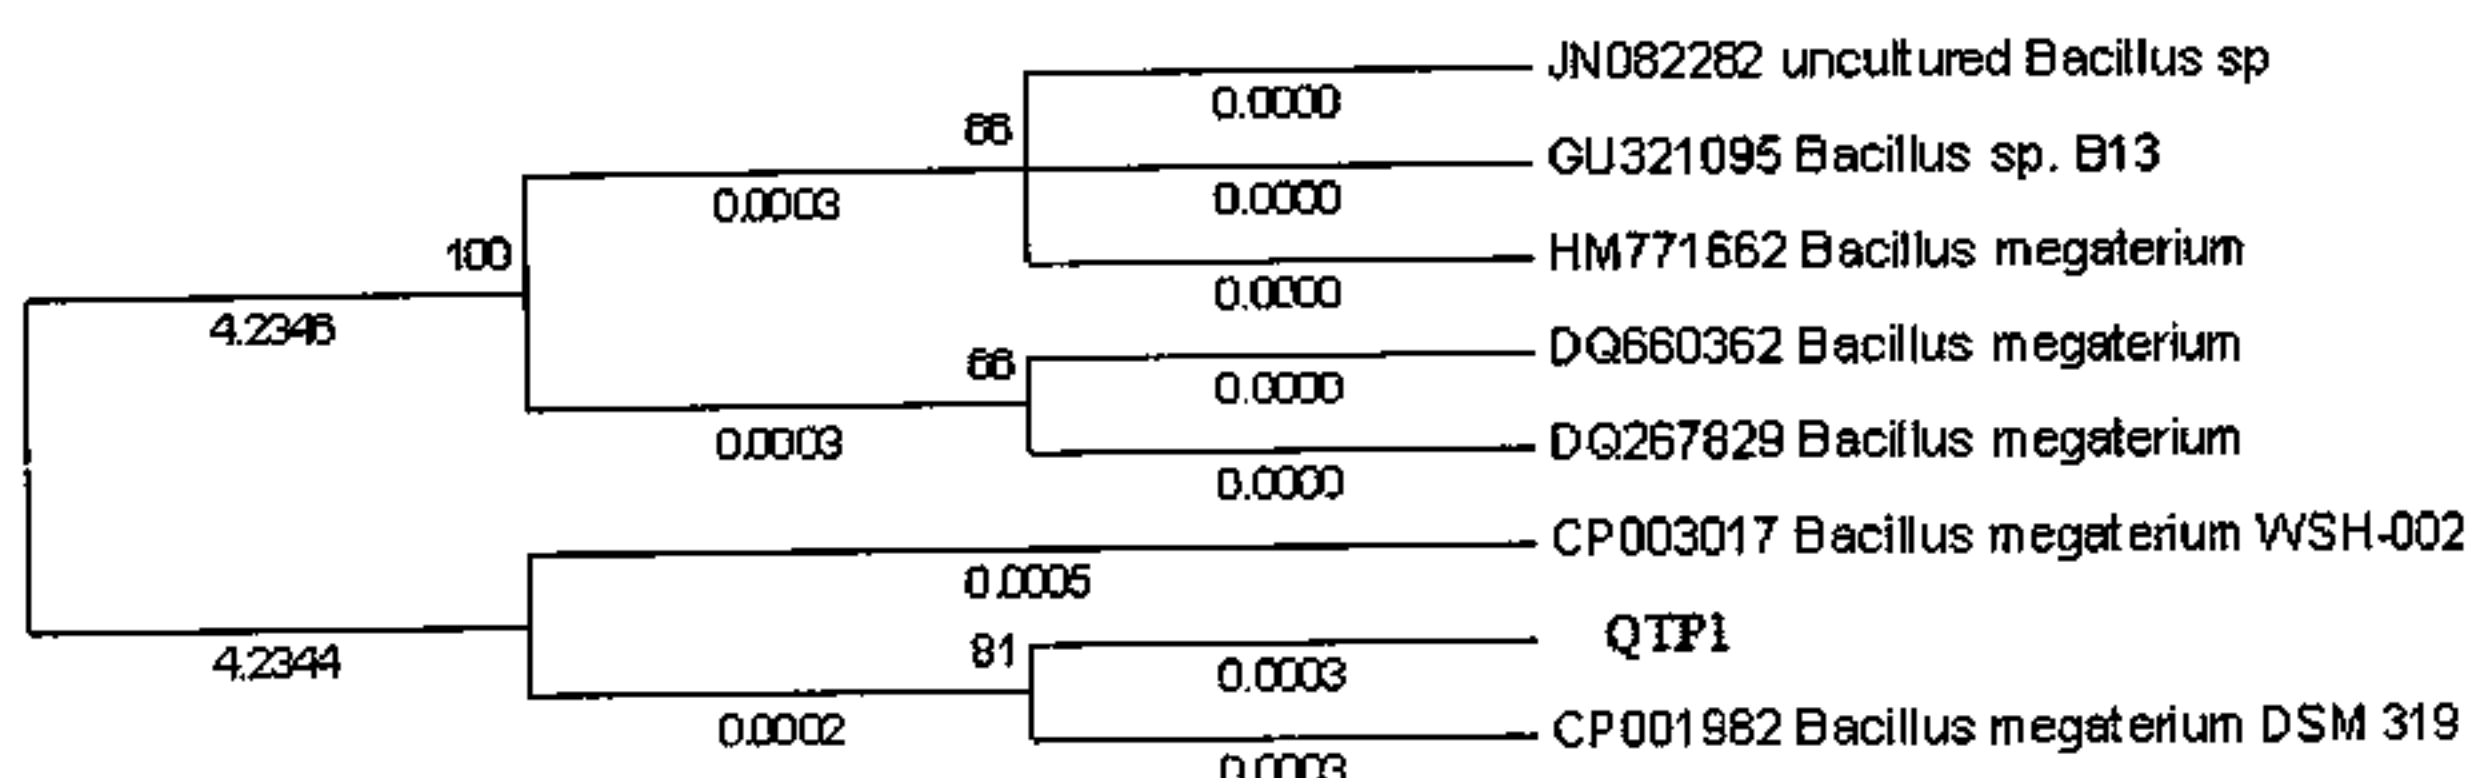 JN082282 uncultured Bacillus sp
0.0000
66
GU321095 Bacillus sp. B13
0.0003
0.0000
100
HM771662 Bacillus megaterium
0.0000
4.2346
DQ660362 Bacillus megaterium
66
0.0000
0.0003
DQ267829 Bacillus megaterium
0.0000
CP003017 Bacillus megaterium WSH-002
0.0005
QTP1
81
4.2344
0.0003
0.0002
CP001982 Bacillus megaterium DSM 319
0.0003